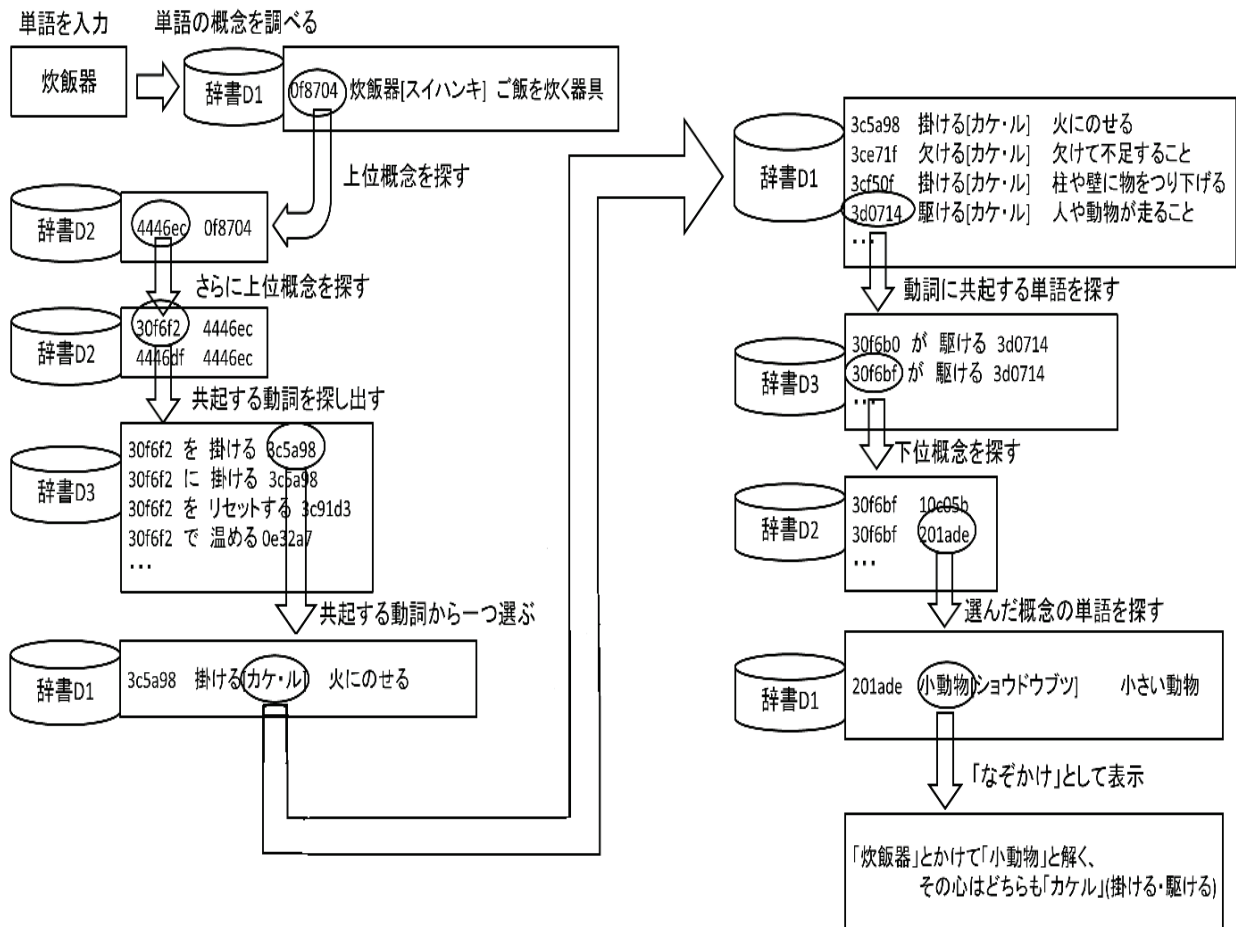 単語を入力
単語の概念を調べる
炊飯器
辞書D1
0f8704 炊飯器[スイハンキ] ご飯を炊く器具
上位概念を探す
辞書D2
4446ec 0f8704
さらに上位概念を探す
辞書D2
30f6f2 4446ec
4446df 4446ec
共起する動詞を探し出す
辞書D3
30f6f2 を 掛ける 3c5a98
30f6f2 に 掛ける 3c5a98
30f6f2 を リセットする 3c91d3
30f6f2 で 温める 0e32a7
…
共起する動詞から一つ選ぶ
辞書D1
3c5a98 掛ける[カケ・ル] 火にのせる
辞書D1
3c5a98 掛ける[カケ・ル] 火にのせる
3ce71f 欠ける[カケ・ル] 欠けて不足すること
3cf50f 掛ける[カケ・ル] 柱や壁に物をつり下げる
3d0714 駆ける[カケ・ル] 人や動物が走ること
…
動詞に共起する単語を探す
辞書D3
30f6b0 が 駆ける 3d0714
30f6bf が 駆ける 3d0714
…
下位概念を探す
辞書D2
30f6bf 10c05b
30f6bf 201ade
…
選んだ概念の単語を探す
辞書D1
201ade 小動物[ショウドウブツ] 小さい動物
「なぞかけ」として表示
「炊飯器」とかけて「小動物」と解く、
その心はどちらも「カケル」(掛ける・駆ける)